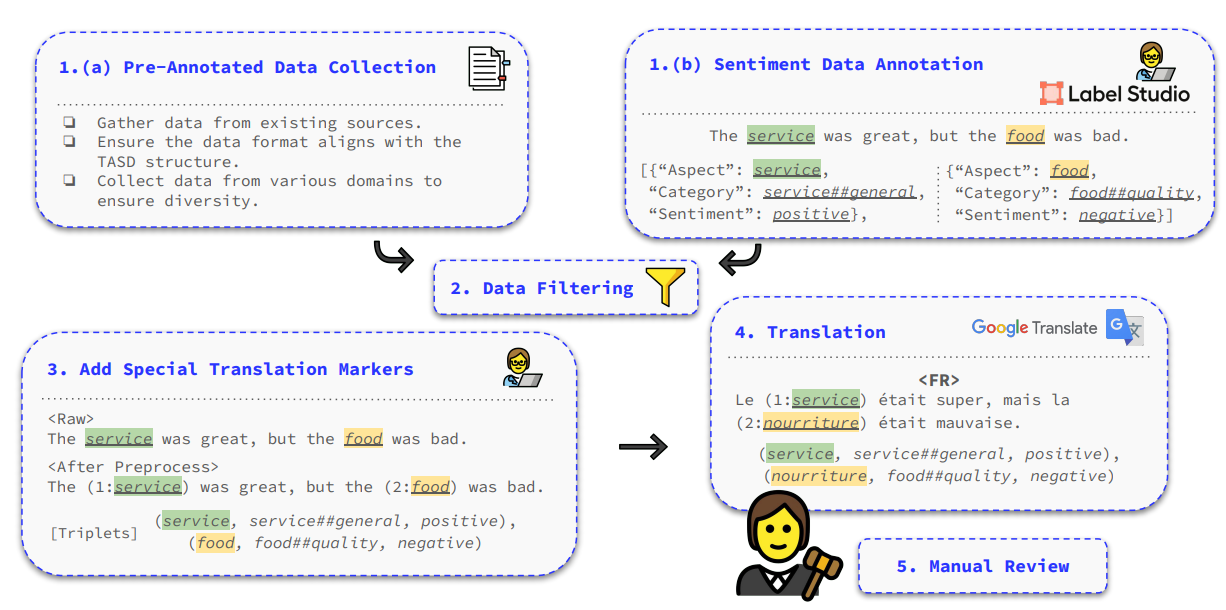 1.(a) Pre-Annotated Data Collection
Gather data from existing sources.
Ensure the data format aligns with the
TASD structure.
Collect data from various domains to
ensure diversity.
1.(b) Sentiment Data Annotation
Label Studio
The service was great, but the food was bad.
[{“Aspect”: service,
“Category”: service##general,
“Sentiment”: positive},
{“Aspect”: food,
“Category”: food##quality,
“Sentiment”: negative}]
2. Data Filtering
3. Add Special Translation Markers
<Raw>
The service was great, but the food was bad.
<After Preprocess>
The (1:service) was great, but the (2:food) was bad.
[Triplets] (service, service##general, positive),
(food, food##quality, negative)
4. Translation
Google Translate
G 文
<FR>
Le (1:service) était super, mais la
(2:nourriture) était mauvaise.
(service, service##general, positive),
(nourriture, food##quality, negative)
5. Manual Review